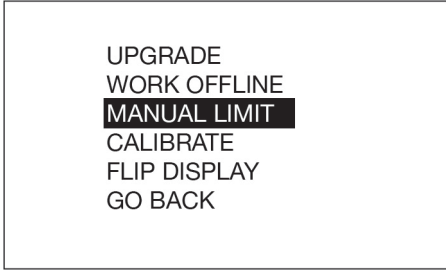 UPGRADE
WORK OFFLINE
MANUAL LIMIT
CALIBRATE
FLIP DISPLAY
GO BACK